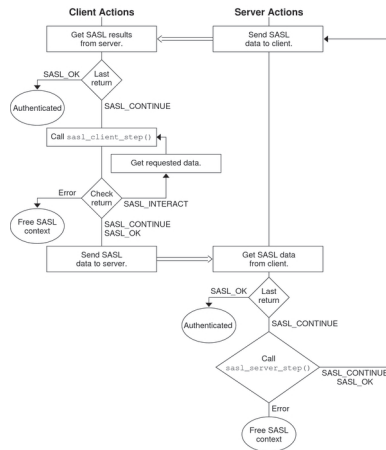 Client Actions
Server Actions
Get SASL results
from server.
Send SASL
data to client.
SASL_OK
Last
return
Authenticated
SASL_CONTINUE
Call sasl_client_step()
Get requested data.
Error
Check
return
SASL_INTERACT
Free SASL
context
SASL_CONTINUE
SASL_OK
Send SASL
data to server.
Get SASL data
from client.
SASL_OK
Last
return
Authenticated
SASL_CONTINUE
Call
sasl_server_step()
SASL_CONTINUE
SASL_OK
Error
Free SASL
context